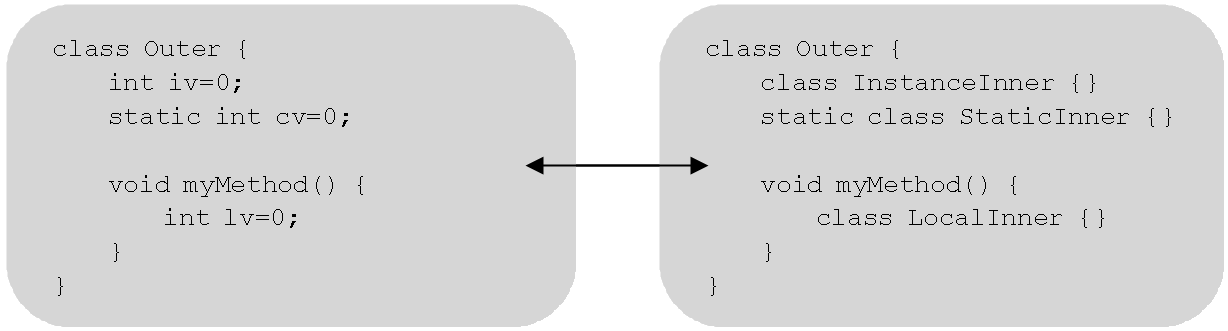 class Outer {
    int iv=0;
    static int cv=0;

    void myMethod() {
        int lv=0;
    }
}
class Outer {
    class InstanceInner {}
    static class StaticInner {}

    void myMethod() {
        class LocalInner {}
    }
}